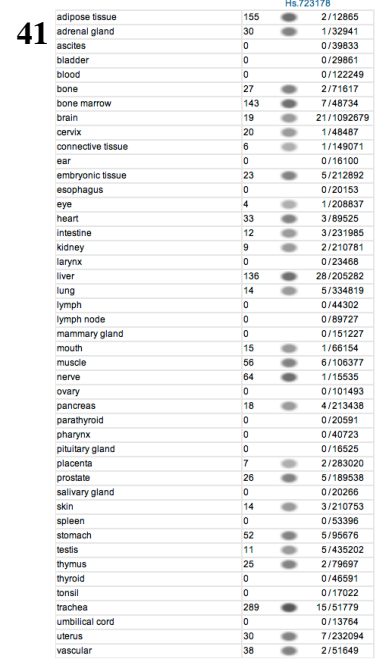 Hs.723178
41
adipose tissue 155 2/12865
adrenal gland 30 1/32941
ascites 0 0/39833
bladder 0 0/29861
blood 0 0/122249
bone 27 2/71617
bone marrow 143 7/48734
brain 19 21/1092679
cervix 20 1/48487
connective tissue 6 1/149071
ear 0 0/16100
embryonic tissue 23 5/212892
esophagus 0 0/20153
eye 4 1/208837
heart 33 3/89525
intestine 12 3/231985
kidney 9 2/210781
larynx 0 0/23468
liver 136 28/205282
lung 14 5/334819
lymph 0 0/44302
lymph node 0 0/89727
mammary gland 0 0/151227
mouth 15 1/66154
muscle 56 6/106377
nerve 64 1/15535
ovary 0 0/101493
pancreas 18 4/213438
parathyroid 0 0/20591
pharynx 0 0/40723
pituitary gland 0 0/16525
placenta 7 2/283020
prostate 26 5/189538
salivary gland 0 0/20266
skin 14 3/210753
spleen 0 0/53396
stomach 52 5/95676
testis 11 5/435202
thymus 25 2/79697
thyroid 0 0/46591
tonsil 0 0/17022
trachea 289 15/51779
umbilical cord 0 0/13764
uterus 30 7/232094
vascular 38 2/51649